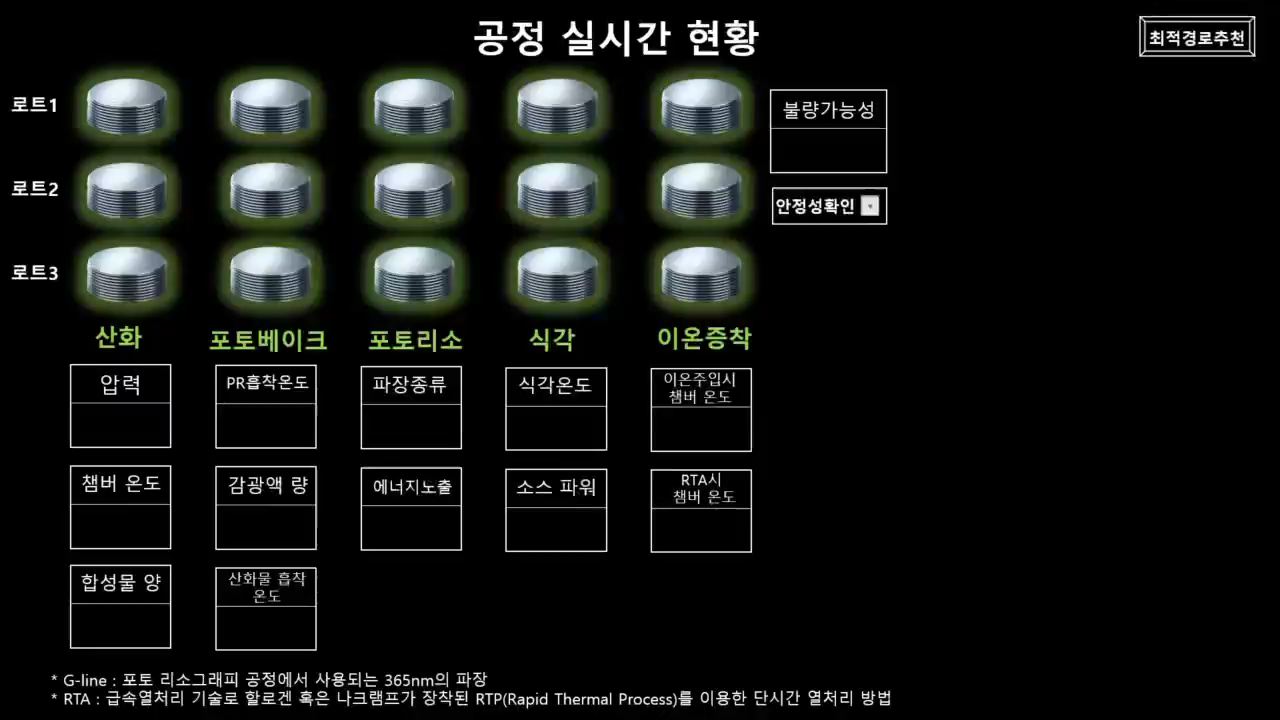 공정 실시간 현황
최적경로추천
로트1
불량가능성
로트2
안정성확인
로트3
산화
포토베이크
포토리소
식각
이온증착
압력
PR흡착온도
파장종류
식각온도
이온주입시
챔버 온도
챔버 온도
감광액 량
에너지노출
소스 파워
RTA시
챔버 온도
합성물 양
산화물 흡착
온도
* G-line : 포토 리소그래피 공정에서 사용되는 365nm의 파장
* RTA : 급속열처리 기술로 할로겐 혹은 나크램프가 장착된 RTP(Rapid Thermal Process)를 이용한 단시간 열처리 방법